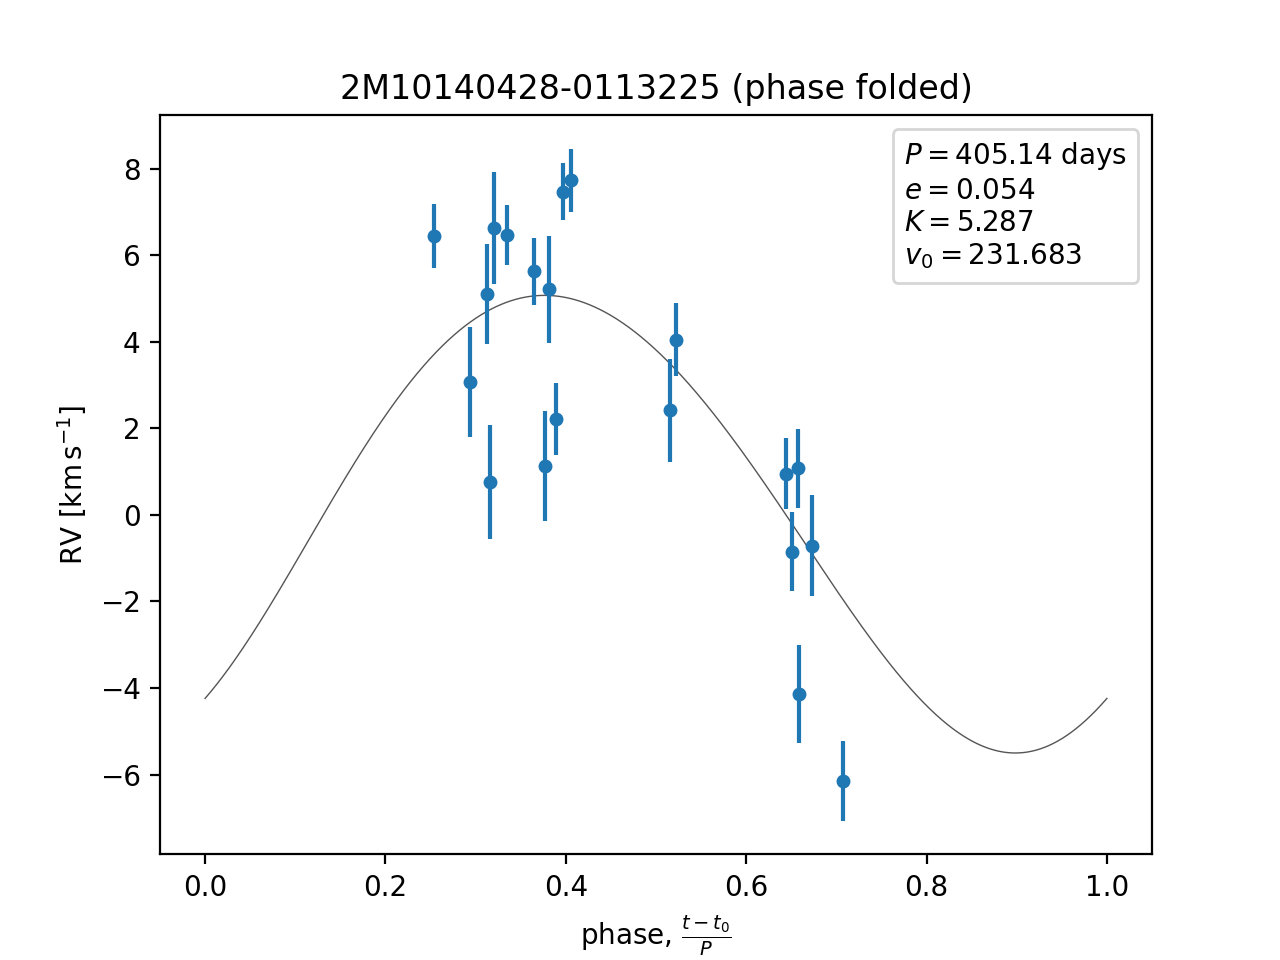 2M10140428-0113225 (phase folded)
P = 405.14 days
e = 0.054
K = 5.287
v₀ = 231.683
8
6
4
2
0
−2
−4
−6
RV [km s⁻¹]
0.0 0.2 0.4 0.6 0.8 1.0
phase, (t − t₀)/P